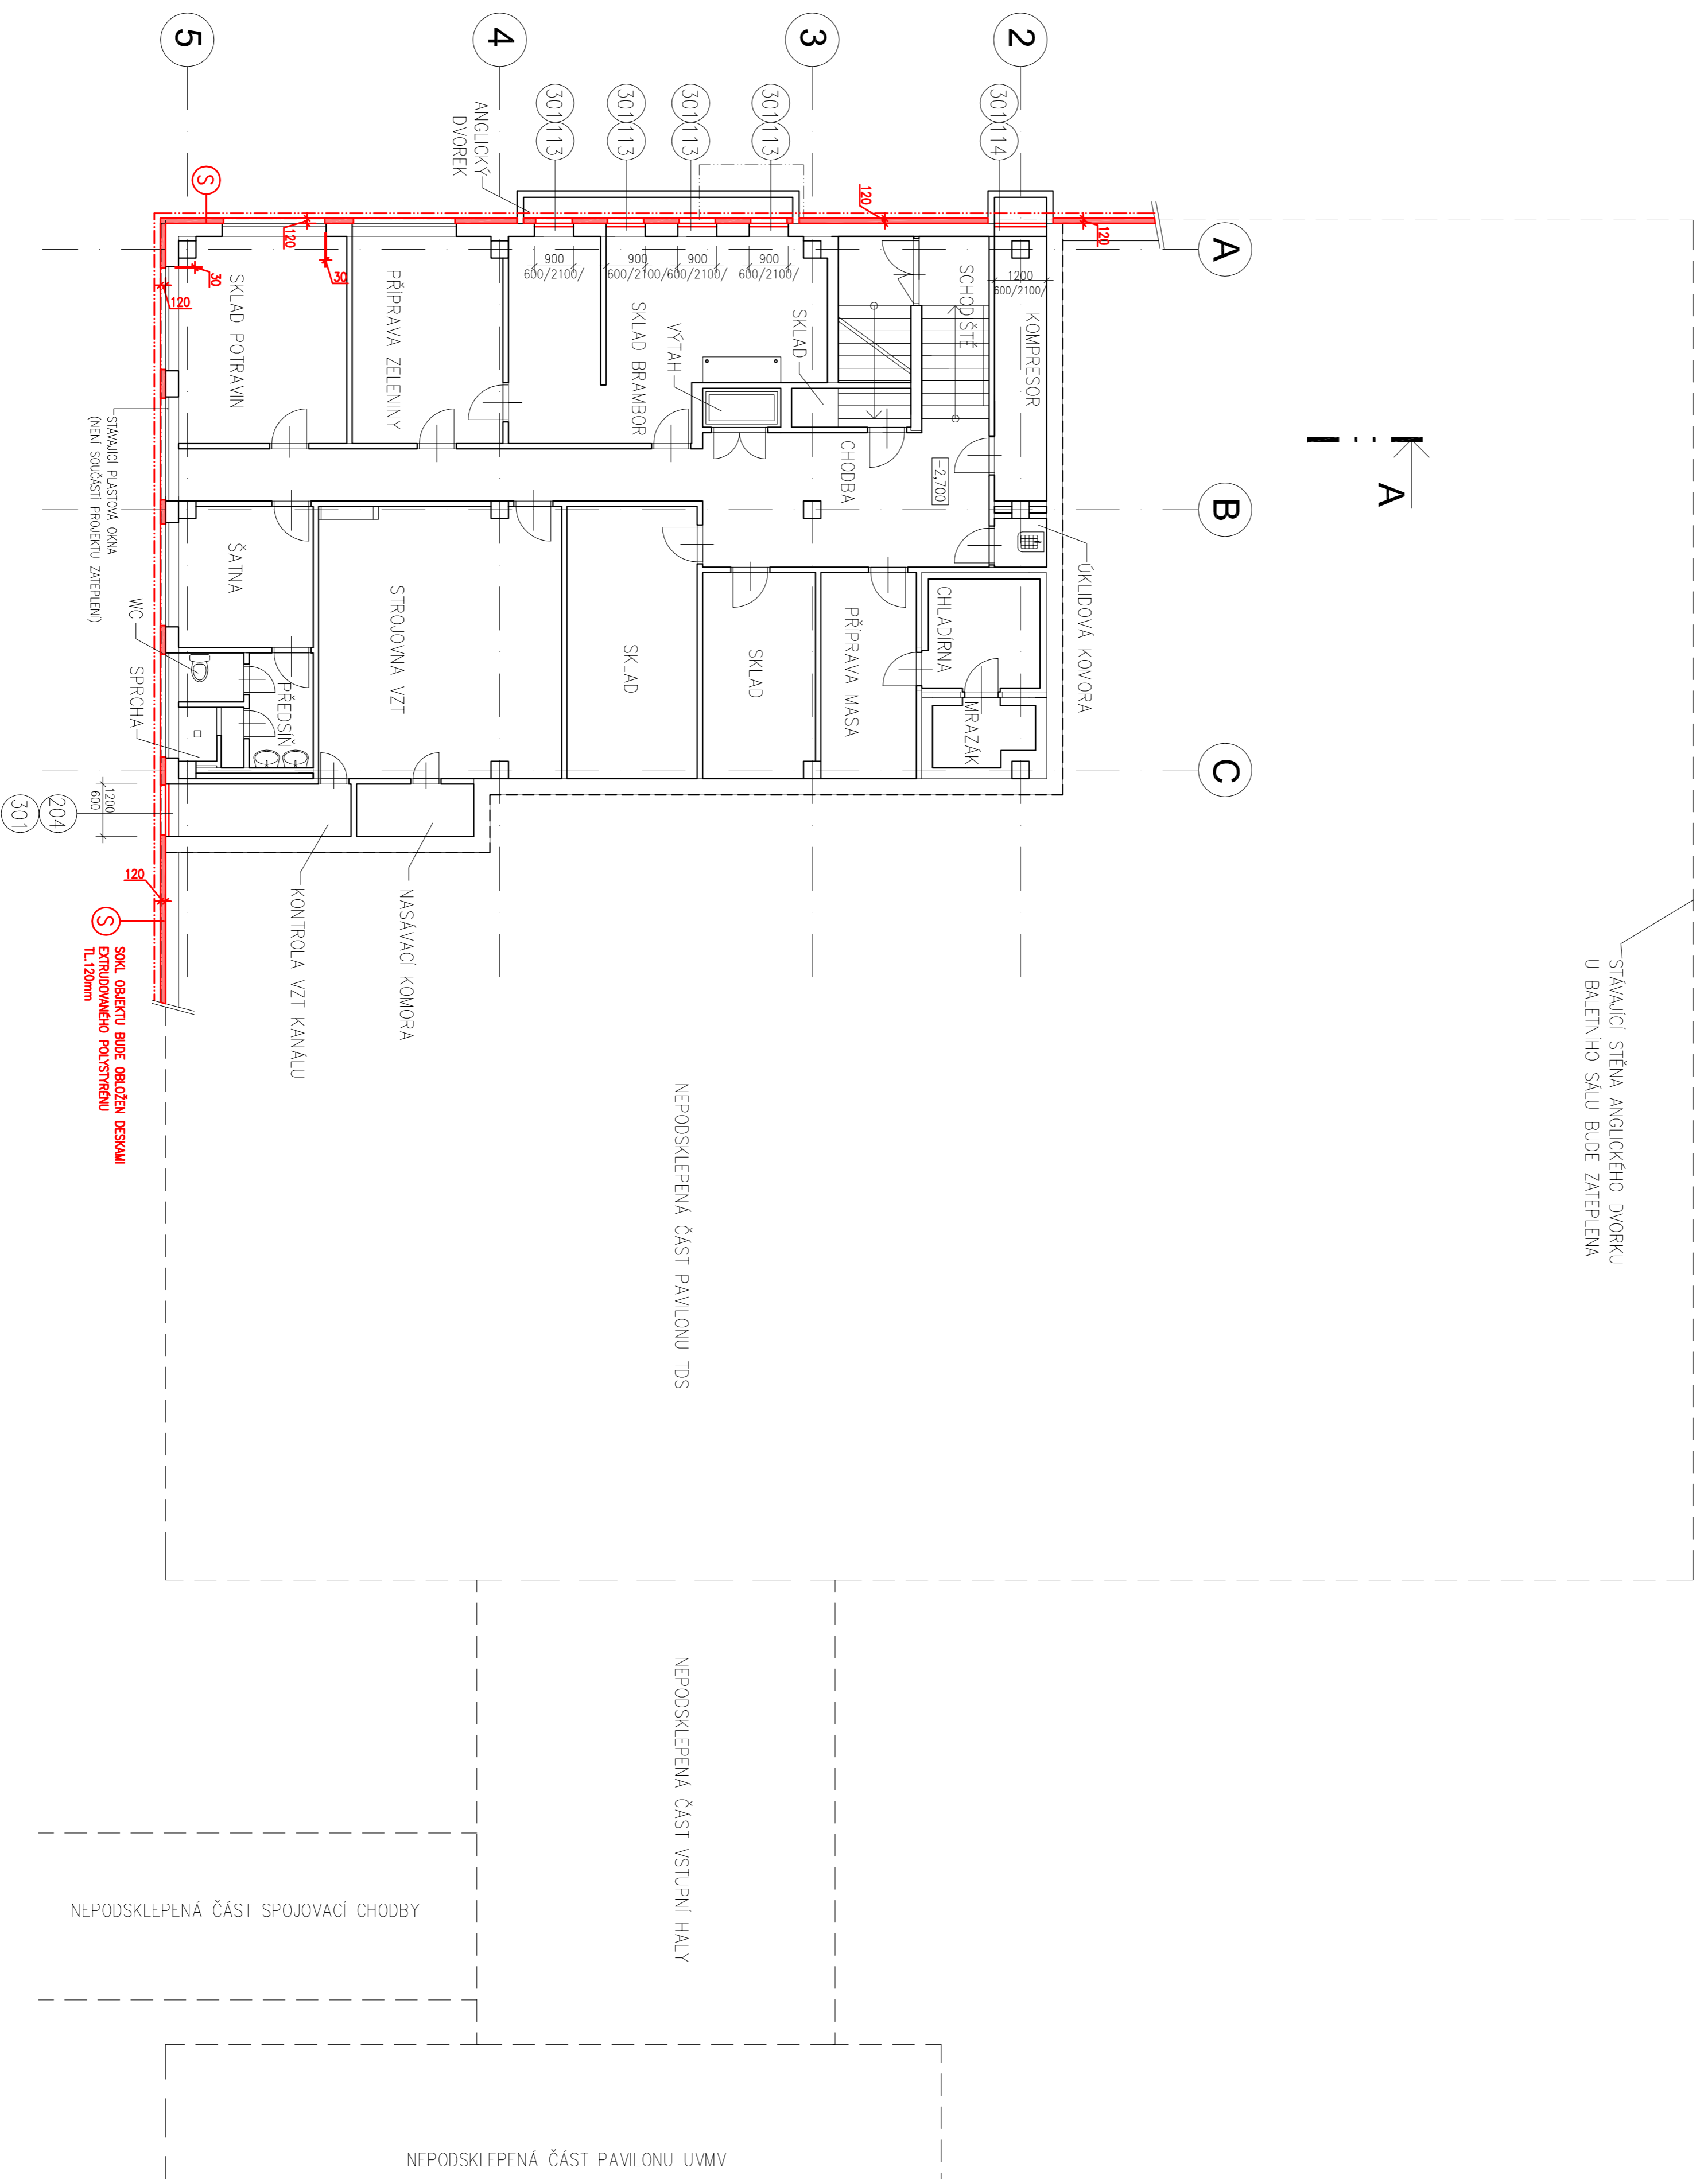 5
4
3
2
301
113
301
113
301
113
301
113
301
114
ANGLICKÝ
DVOREK
S
120
120
120
A
30
30
120
SKLAD POTRAVIN
PŘÍPRAVA ZELENINY
900
600/2100/
900
600/2100/
900
600/2100/
900
600/2100/
SKLAD BRAMBOR
VÝTAH
SKLAD
SCHODIŠTĚ
1200
600/2100/
KOMPRESOR
A
CHODBA
-2,700
B
STÁVAJÍCÍ PLASTOVÁ OKNA
(NENÍ SOUČÁSTÍ PROJEKTU ZATEPLENÍ)
ŠATNA
WC
SPRCHA
PŘEDSÍŇ
STROJOVNA VZT
SKLAD
SKLAD
PŘÍPRAVA MASA
CHLADÍRNA
MRAZÁK
ÚKLIDOVÁ KOMORA
C
1200
600
204
301
120
S
SOKL OBJEKTU BUDE OBLOŽEN DESKAMI
EXTRUDOVANÉHO POLYSTYRÉNU
TL.120mm
KONTROLA VZT KANÁLU
NASÁVACÍ KOMORA
STÁVAJÍCÍ STĚNA ANGLICKÉHO DVORKU
U BALETNÍHO SÁLU BUDE ZATEPLENA
NEPODSKLEPENÁ ČÁST PAVILONU TDS
NEPODSKLEPENÁ ČÁST VSTUPNÍ HALY
NEPODSKLEPENÁ ČÁST SPOJOVACÍ CHODBY
NEPODSKLEPENÁ ČÁST PAVILONU UVMV